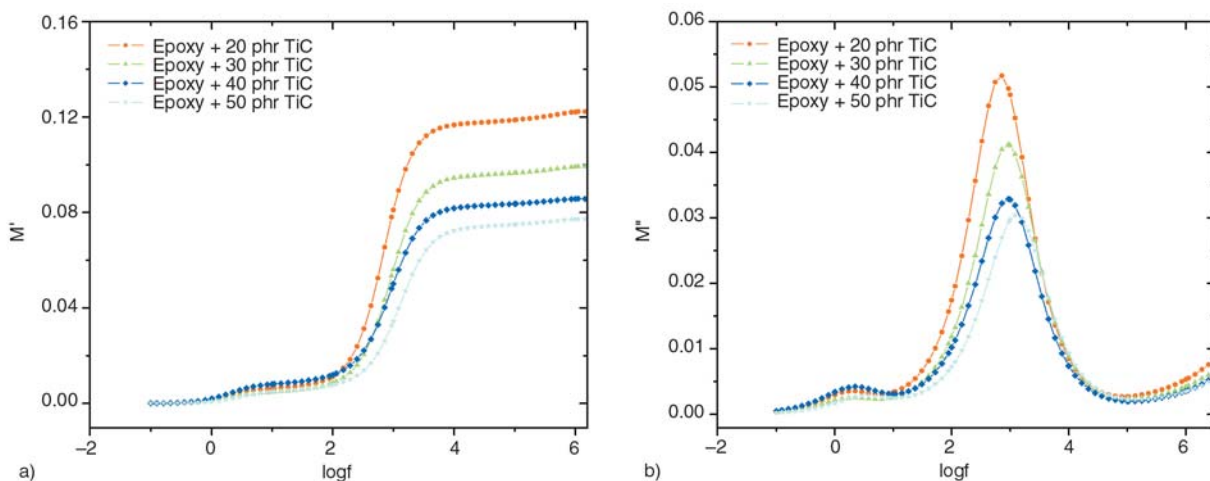 0.16
Epoxy + 20 phr TiC
Epoxy + 30 phr TiC
Epoxy + 40 phr TiC
Epoxy + 50 phr TiC
0.12
0.08
0.04
0.00
M'
−2 0 2 4 6
logf
a)
0.06
Epoxy + 20 phr TiC
Epoxy + 30 phr TiC
Epoxy + 40 phr TiC
Epoxy + 50 phr TiC
0.05
0.04
0.03
0.02
0.01
0.00
M"
−2 0 2 4 6
logf
b)